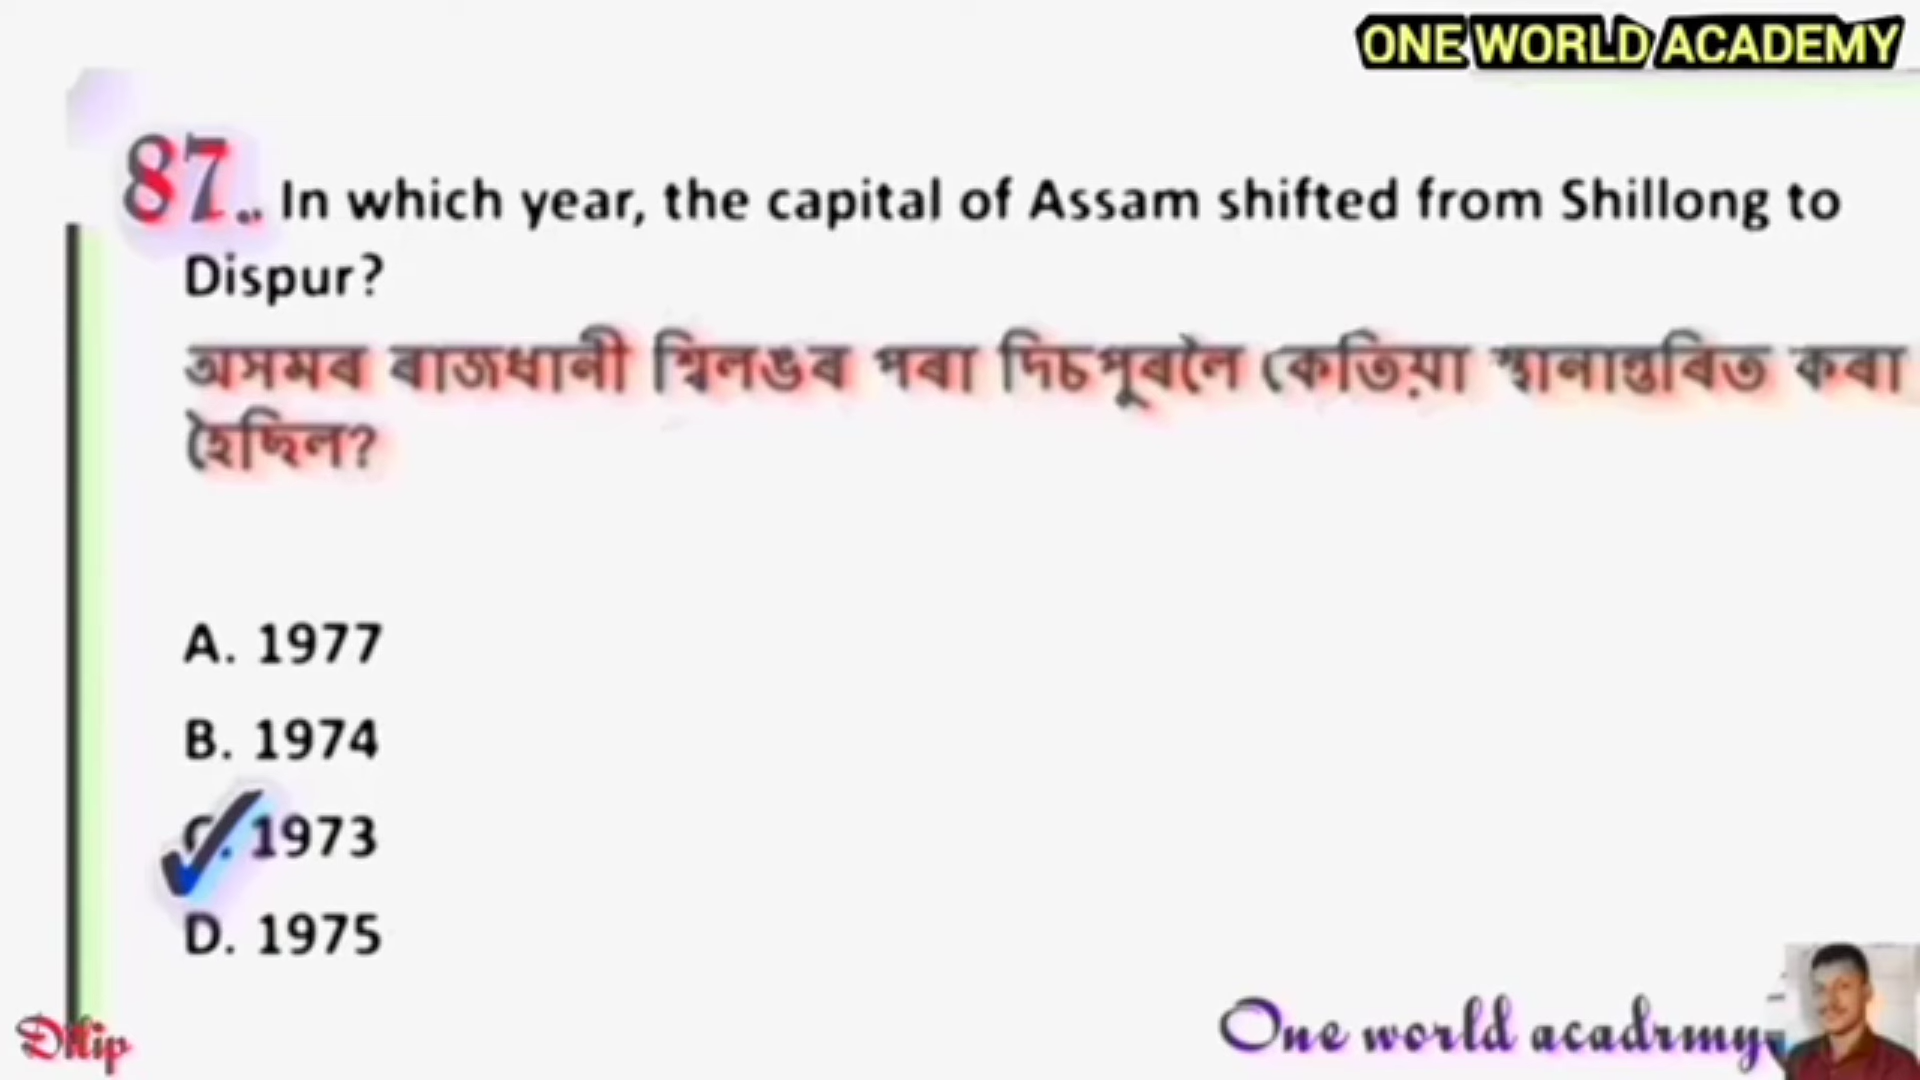 ONE WORLD ACADEMY
87.. In which year, the capital of Assam shifted from Shillong to
Dispur?
অসমৰ ৰাজধানী শ্বিলঙৰ পৰা দিচপুৰলৈ কেতিয়া স্থানান্তৰিত কৰা
হৈছিল?
A. 1977
B. 1974
C. 1973
D. 1975
Dilip
One world acadrmy